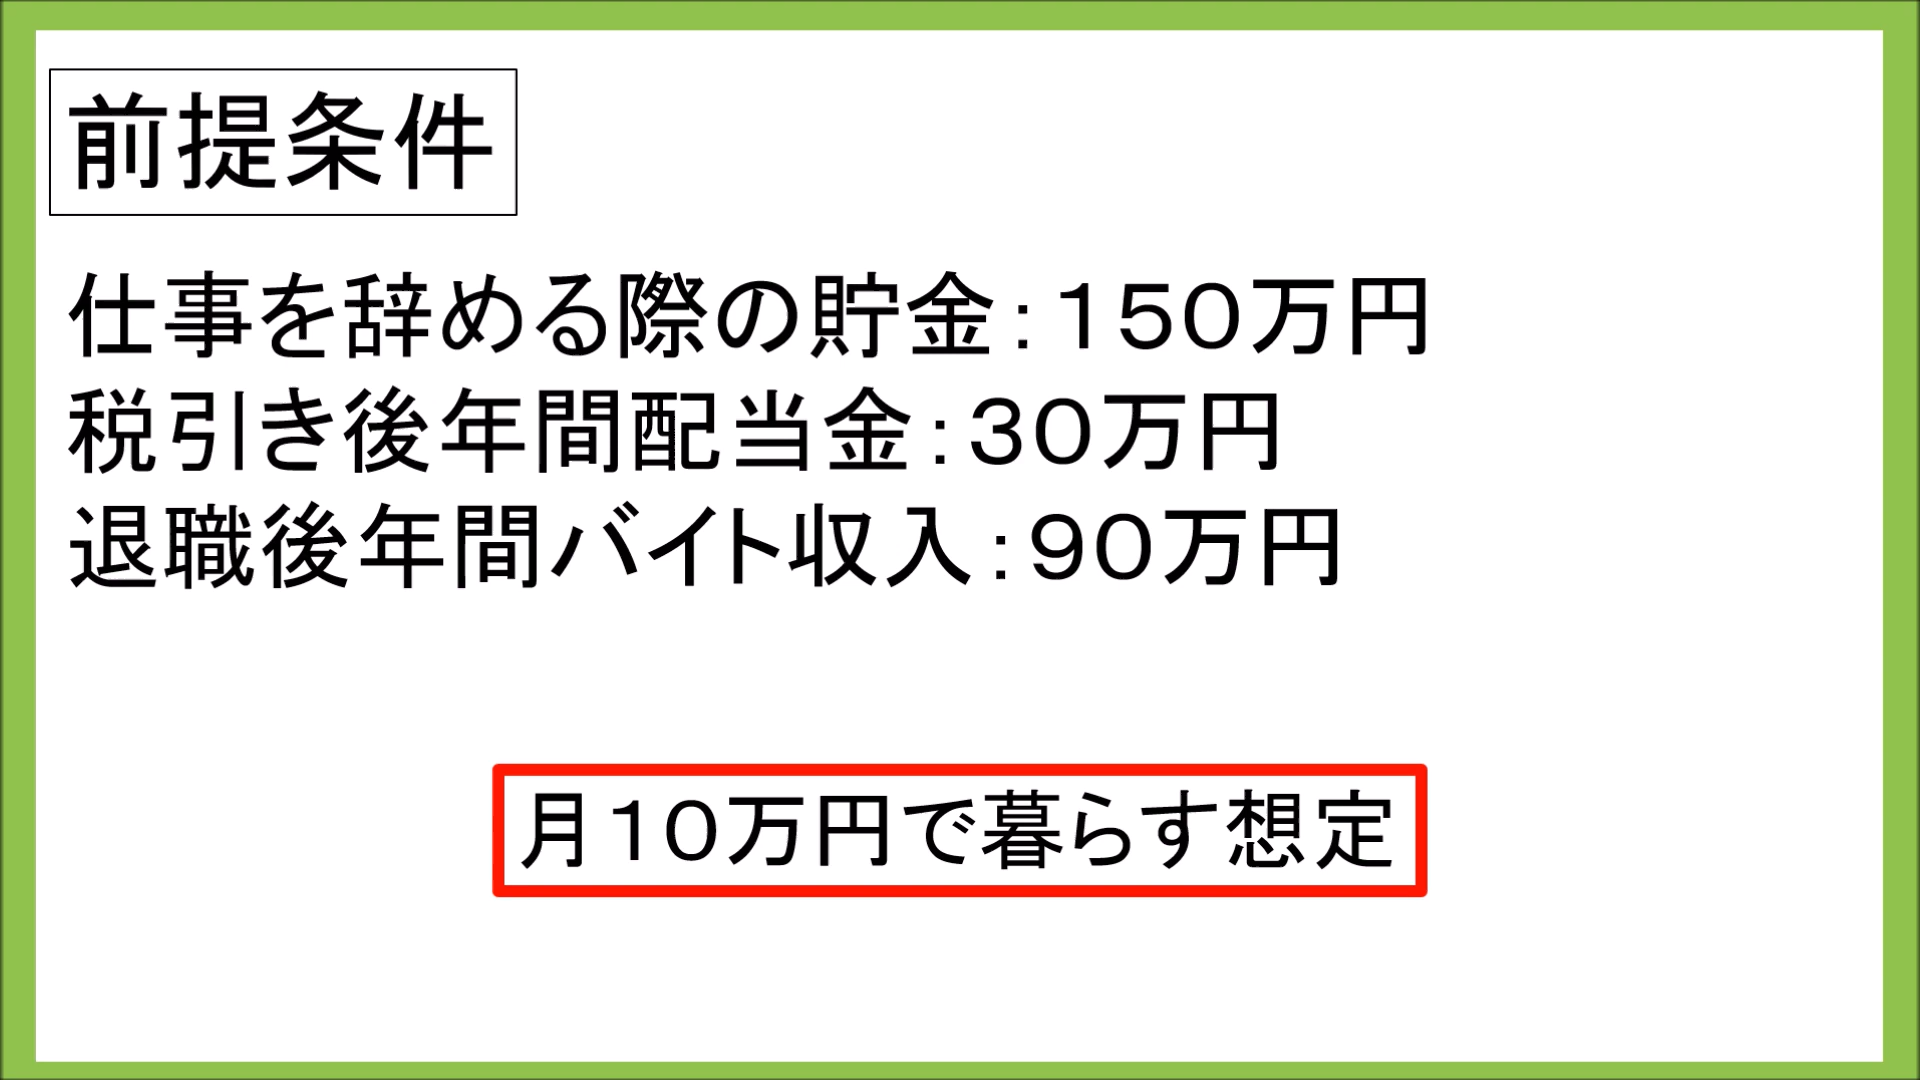 前提条件
仕事を辞める際の貯金：150万円
税引き後年間配当金：30万円
退職後年間バイト収入：90万円
月10万円で暮らす想定